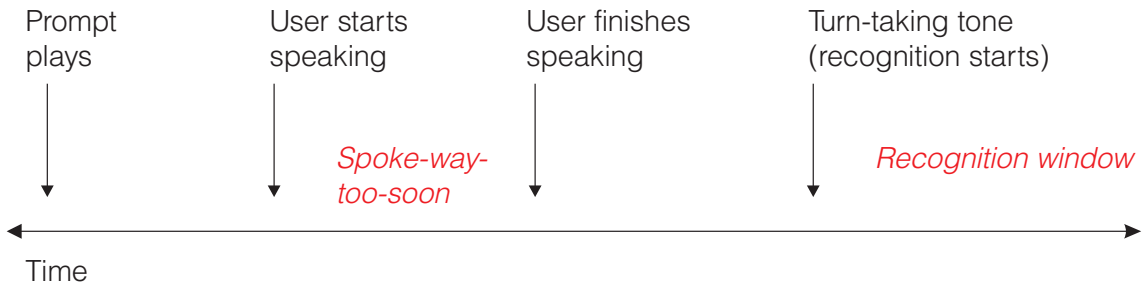 Prompt
plays
User starts
speaking
User finishes
speaking
Turn-taking tone
(recognition starts)
Spoke-way-
too-soon
Recognition window
Time